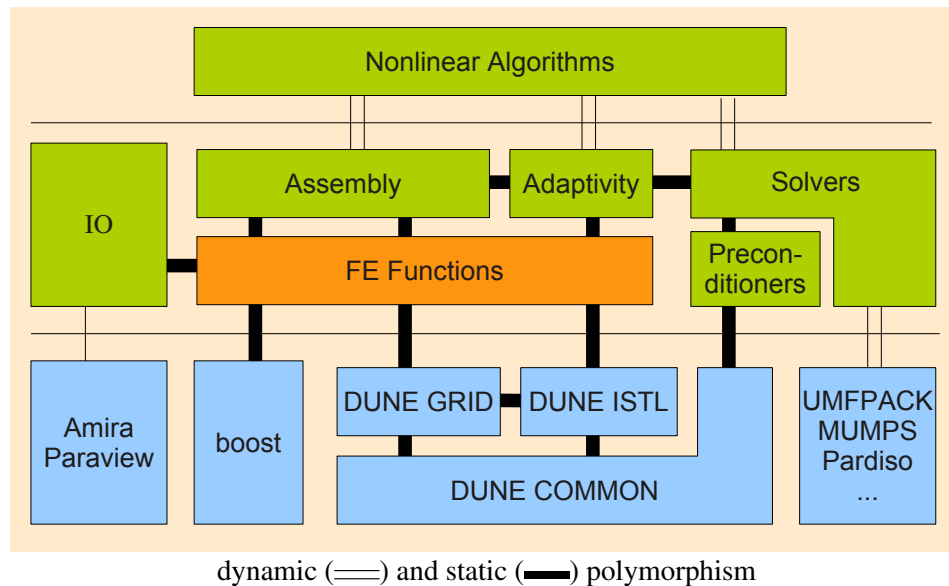 Nonlinear Algorithms
Assembly
Adaptivity
Solvers
IO
FE Functions
Precon-
ditioners
Amira
Paraview
boost
DUNE GRID
DUNE ISTL
DUNE COMMON
UMFPACK
MUMPS
Pardiso
...
dynamic (══) and static (▬) polymorphism